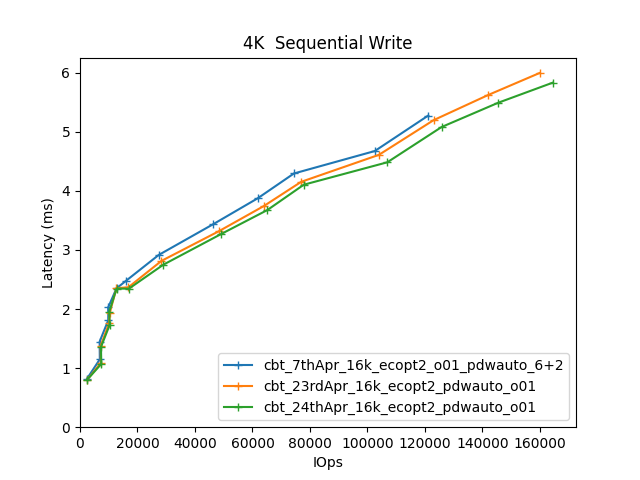 4K  Sequential Write
Latency (ms)
6
5
4
3
2
1
0
0 20000 40000 60000 80000 100000 120000 140000 160000
IOps
cbt_7thApr_16k_ecopt2_o01_pdwauto_6+2
cbt_23rdApr_16k_ecopt2_pdwauto_o01
cbt_24thApr_16k_ecopt2_pdwauto_o01